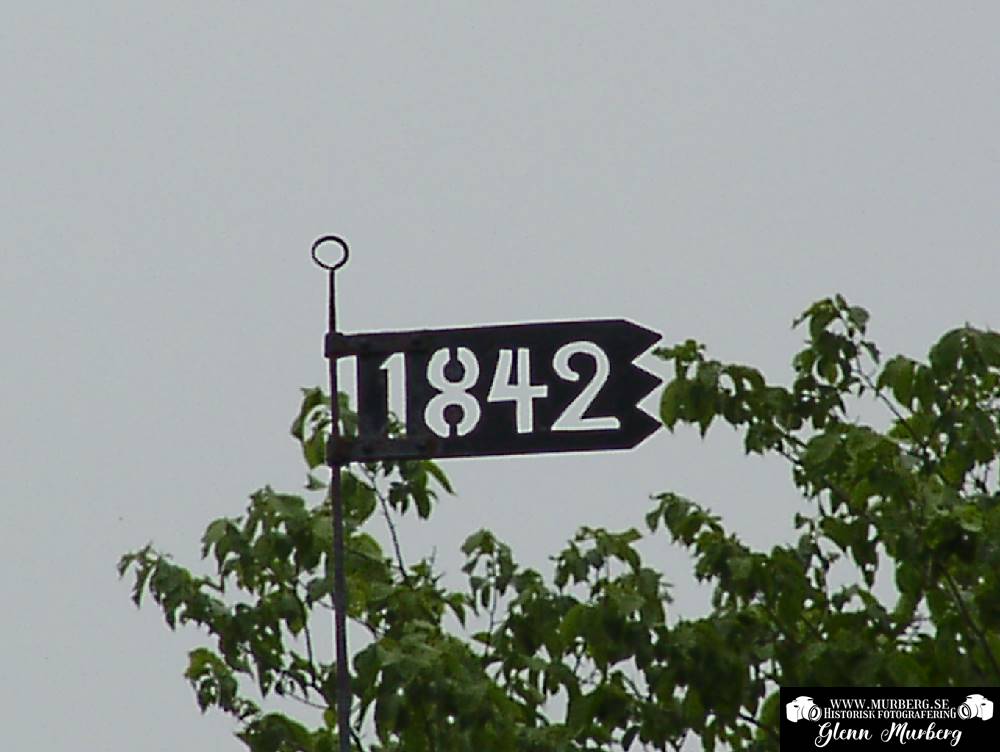 1842
WWW.MURBERG.SE
HISTORISK FOTOGRAFERING
Glenn Murberg